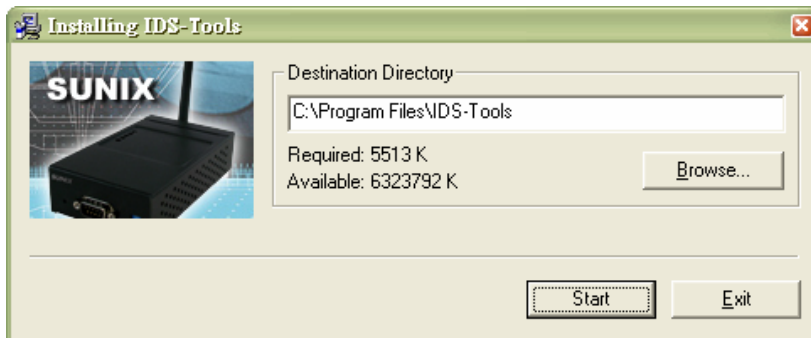 Installing IDS-Tools
SUNIX
Destination Directory
C:\Program Files\IDS-Tools
Required: 5513 K
Available: 6323792 K
Browse...
Start
Exit